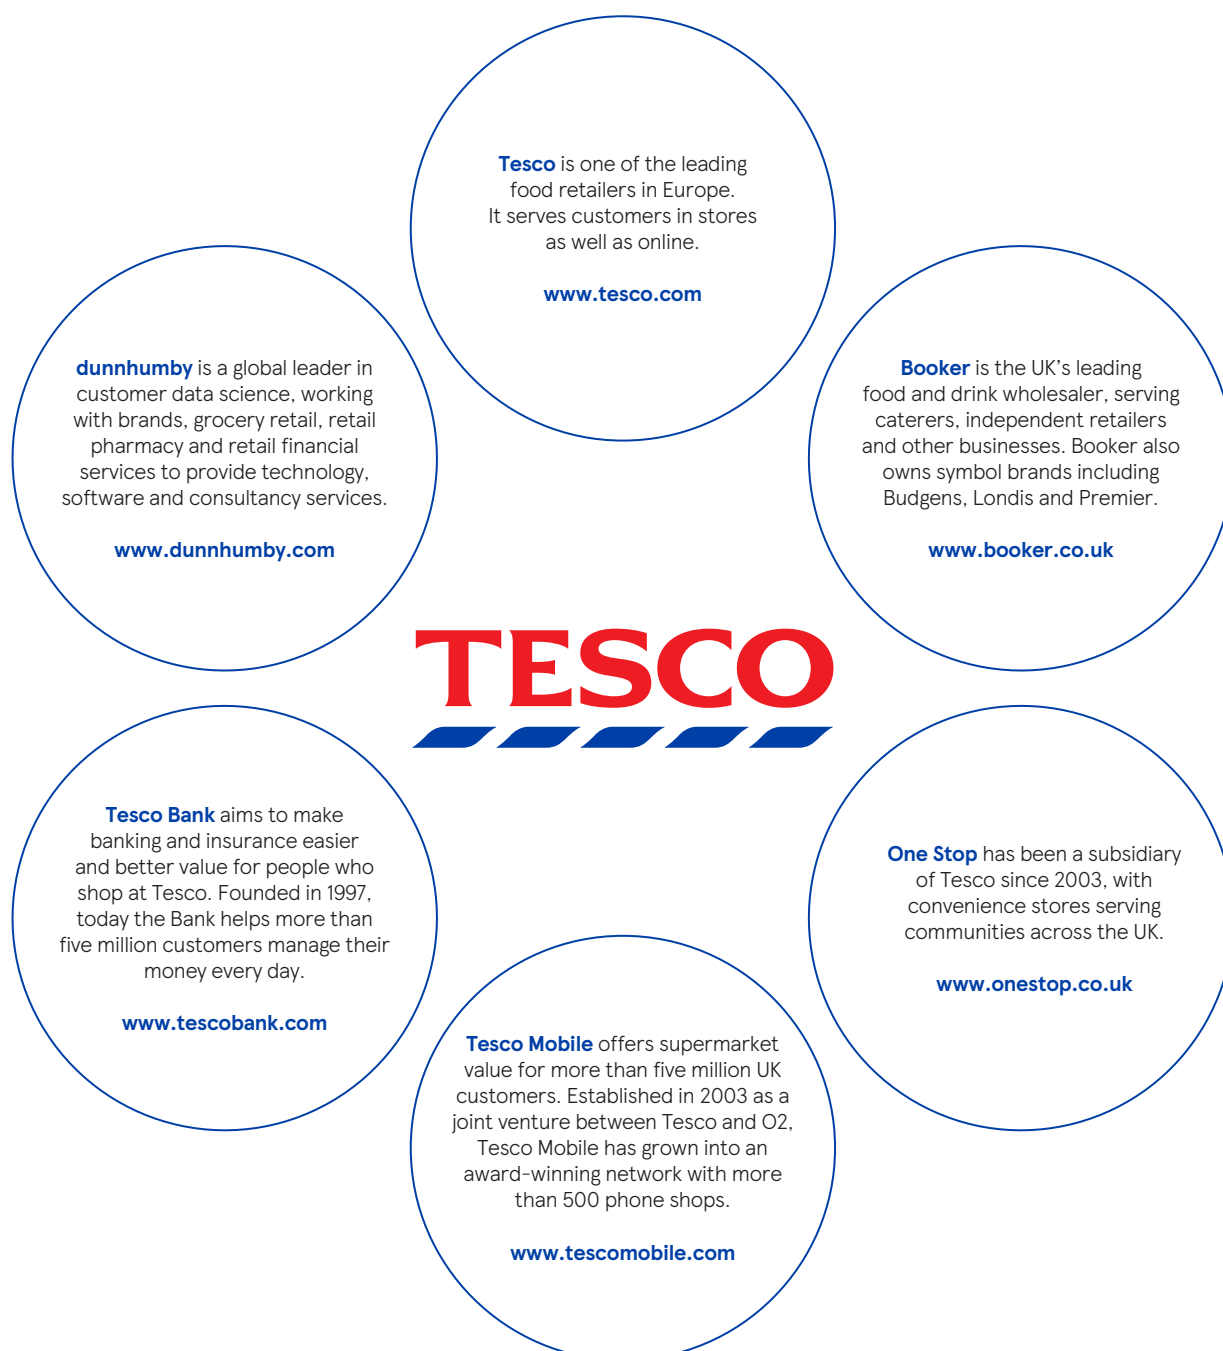 Tesco is one of the leading
food retailers in Europe.
It serves customers in stores
as well as online.
www.tesco.com
dunnhumby is a global leader in
customer data science, working
with brands, grocery retail, retail
pharmacy and retail financial
services to provide technology,
software and consultancy services.
www.dunnhumby.com
Booker is the UK’s leading
food and drink wholesaler, serving
caterers, independent retailers
and other businesses. Booker also
owns symbol brands including
Budgens, Londis and Premier.
www.booker.co.uk
TESCO
Tesco Bank aims to make
banking and insurance easier
and better value for people who
shop at Tesco. Founded in 1997,
today the Bank helps more than
five million customers manage their
money every day.
www.tescobank.com
One Stop has been a subsidiary
of Tesco since 2003, with
convenience stores serving
communities across the UK.
www.onestop.co.uk
Tesco Mobile offers supermarket
value for more than five million UK
customers. Established in 2003 as a
joint venture between Tesco and O2,
Tesco Mobile has grown into an
award-winning network with more
than 500 phone shops.
www.tescomobile.com